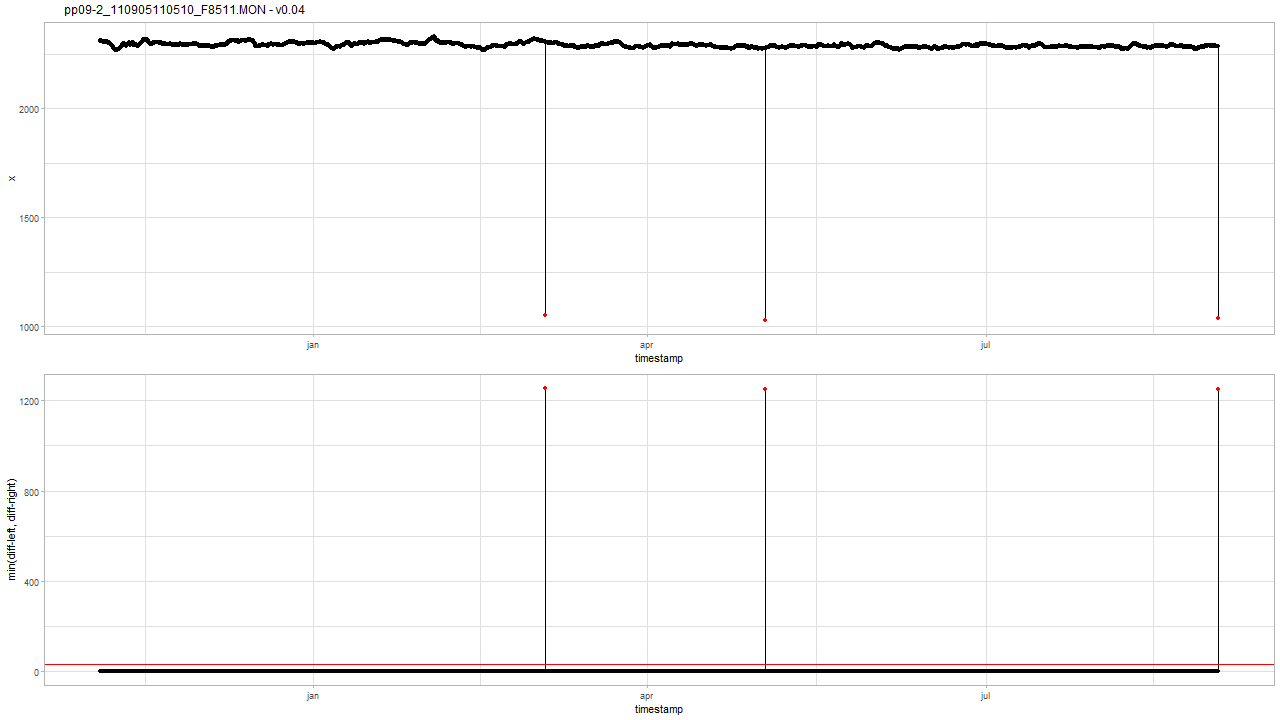 pp09-2_110905110510_F8511.MON - v0.04
2000
1500
1000
x
jan
apr
jul
timestamp
1200
800
400
0
min(diff-left, diff-right)
jan
apr
jul
timestamp